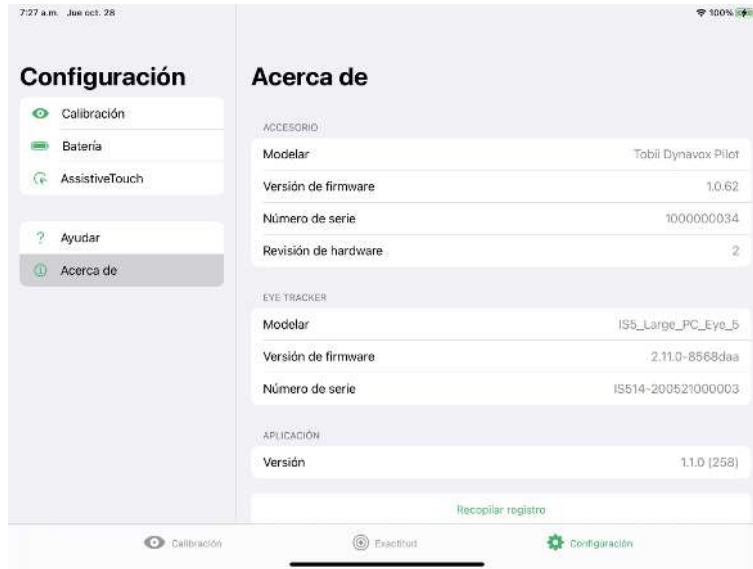 7:27 a.m. Jue oct. 28
100%
Configuración
Calibración
Batería
AssistiveTouch
Ayudar
Acerca de
Acerca de
ACCESORIO
Modelar Tobii Dynavox Pilot
Versión de firmware 1.0.62
Número de serie 1000000034
Revisión de hardware 2
EYE TRACKER
Modelar IS5_Large_PC_Eye_5
Versión de firmware 2.11.0-8568daa
Número de serie IS514-200521000003
APLICACIÓN
Versión 1.1.0 (258)
Recopilar registro
Calibración Exactitud Configuración